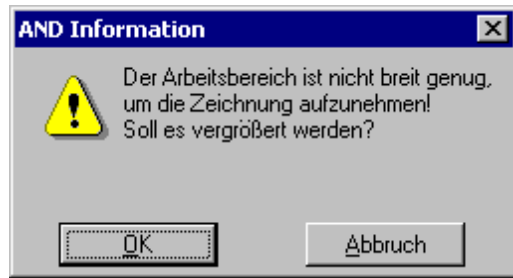 AND Information
Der Arbeitsbereich ist nicht breit genug,
um die Zeichnung aufzunehmen!
Soll es vergrößert werden?
OK
Abbruch